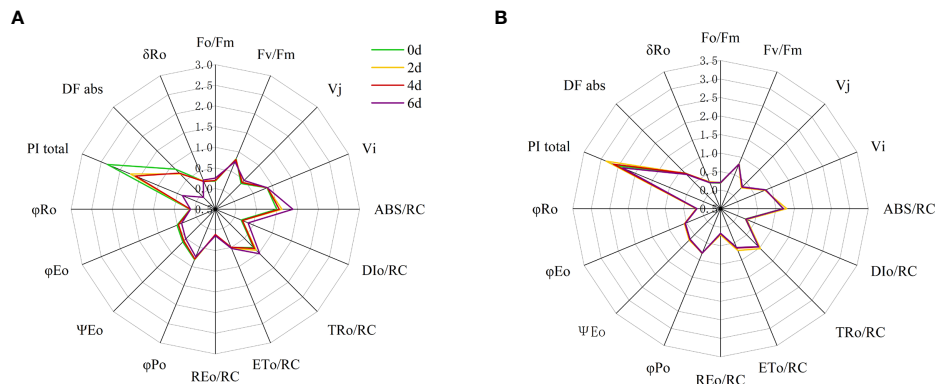 A
Fo/Fm
Fv/Fm
Vj
Vi
ABS/RC
DIo/RC
TRo/RC
ETo/RC
REo/RC
φPo
ΨEo
φEo
φRo
PI total
DF abs
δRo
3.0
2.5
2.0
1.5
1.0
0.5
0.0
0.5
0d
2d
4d
6d
B
Fo/Fm
Fv/Fm
Vj
Vi
ABS/RC
DIo/RC
TRo/RC
ETo/RC
REo/RC
φPo
ΨEo
φEo
φRo
PI total
DF abs
δRo
3.5
3.0
2.5
2.0
1.5
1.0
0.5
0.0